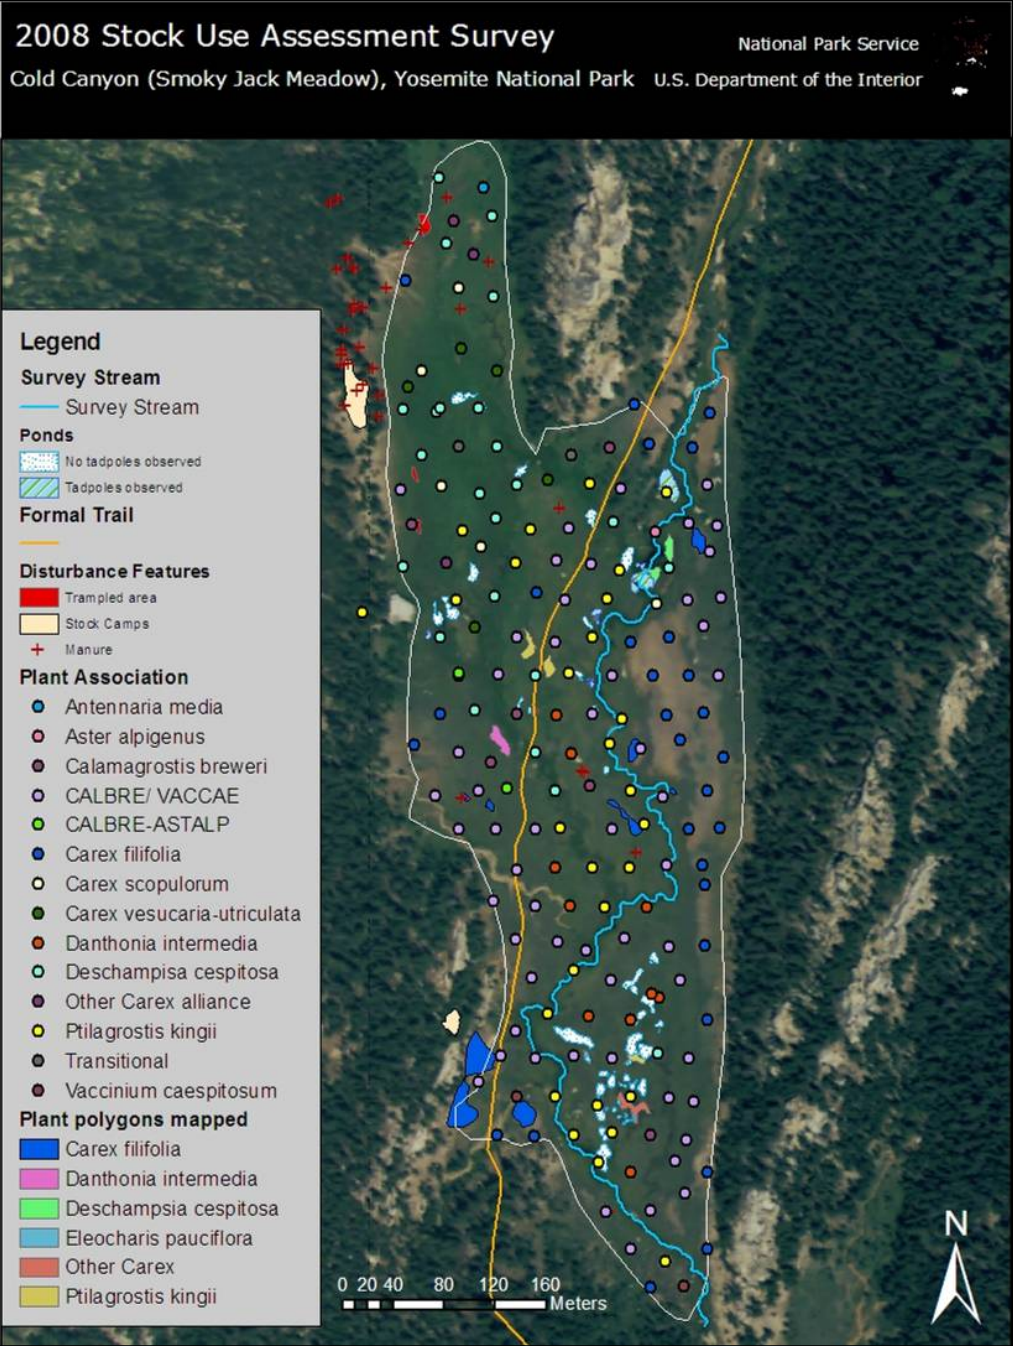 2008 Stock Use Assessment Survey
National Park Service
Cold Canyon (Smoky Jack Meadow), Yosemite National Park
U.S. Department of the Interior
Legend
Survey Stream
Survey Stream
Ponds
No tadpoles observed
Tadpoles observed
Formal Trail
Disturbance Features
Trampled area
Stock Camps
Manure
Plant Association
Antennaria media
Aster alpigenus
Calamagrostis breweri
CALBRE/ VACCAE
CALBRE-ASTALP
Carex filifolia
Carex scopulorum
Carex vesucaria-utriculata
Danthonia intermedia
Deschampisa cespitosa
Other Carex alliance
Ptilagrostis kingii
Transitional
Vaccinium caespitosum
Plant polygons mapped
Carex filifolia
Danthonia intermedia
Deschampsia cespitosa
Eleocharis pauciflora
Other Carex
Ptilagrostis kingii
0 20 40 80 120 160
Meters
N